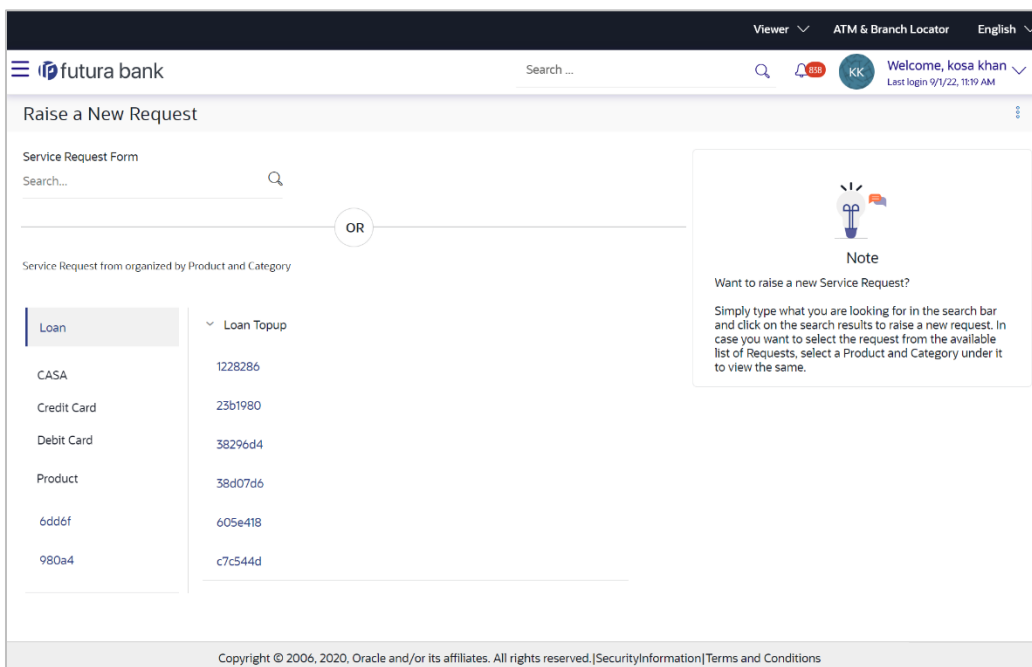 Viewer ATM & Branch Locator English
futura bank
Search ...
838
KK
Welcome, kosa khan
Last login 9/1/22, 11:19 AM
Raise a New Request
Service Request Form
Search...
OR
Service Request from organized by Product and Category
Loan
CASA
Credit Card
Debit Card
Product
6dd6f
980a4
Loan Topup
1228286
23b1980
38296d4
38d07d6
605e418
c7c544d
Note
Want to raise a new Service Request?
Simply type what you are looking for in the search bar
and click on the search results to raise a new request. In
case you want to select the request from the available
list of Requests, select a Product and Category under it
to view the same.
Copyright © 2006, 2020, Oracle and/or its affiliates. All rights reserved.|SecurityInformation|Terms and Conditions